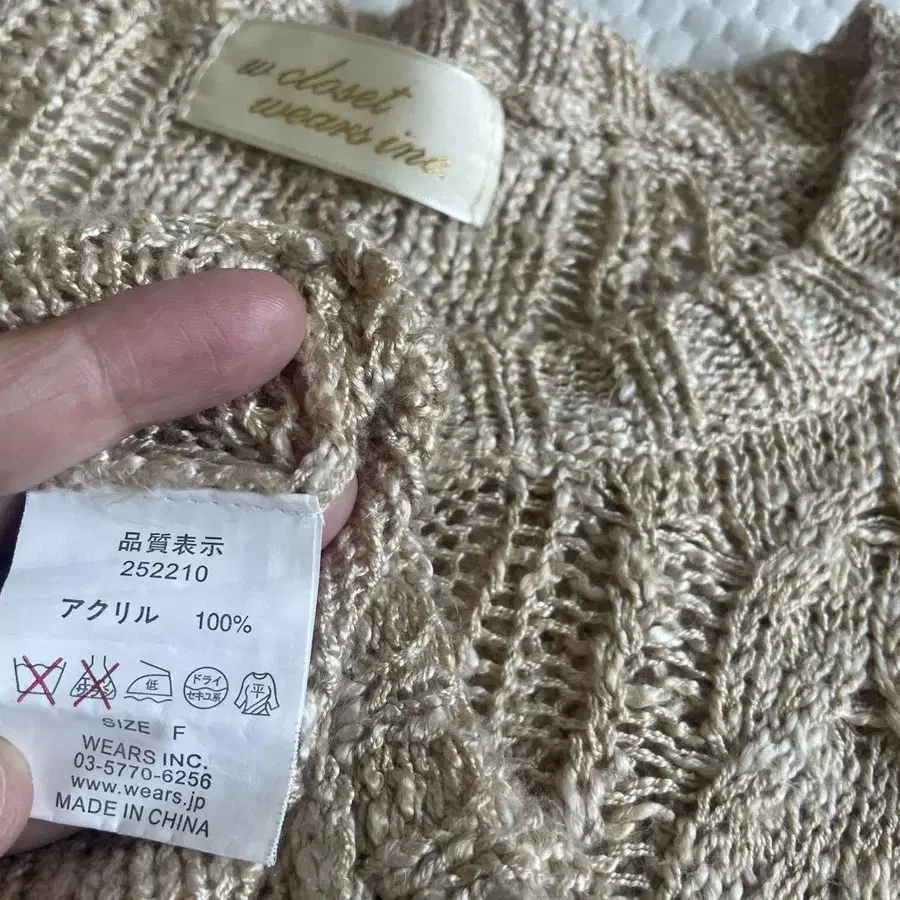 w closet
wears inc.
品質表示
252210
アクリル 100%
低
ドライ
セキユ系
平
SIZE F
WEARS INC.
03-5770-6256
www.wears.jp
MADE IN CHINA